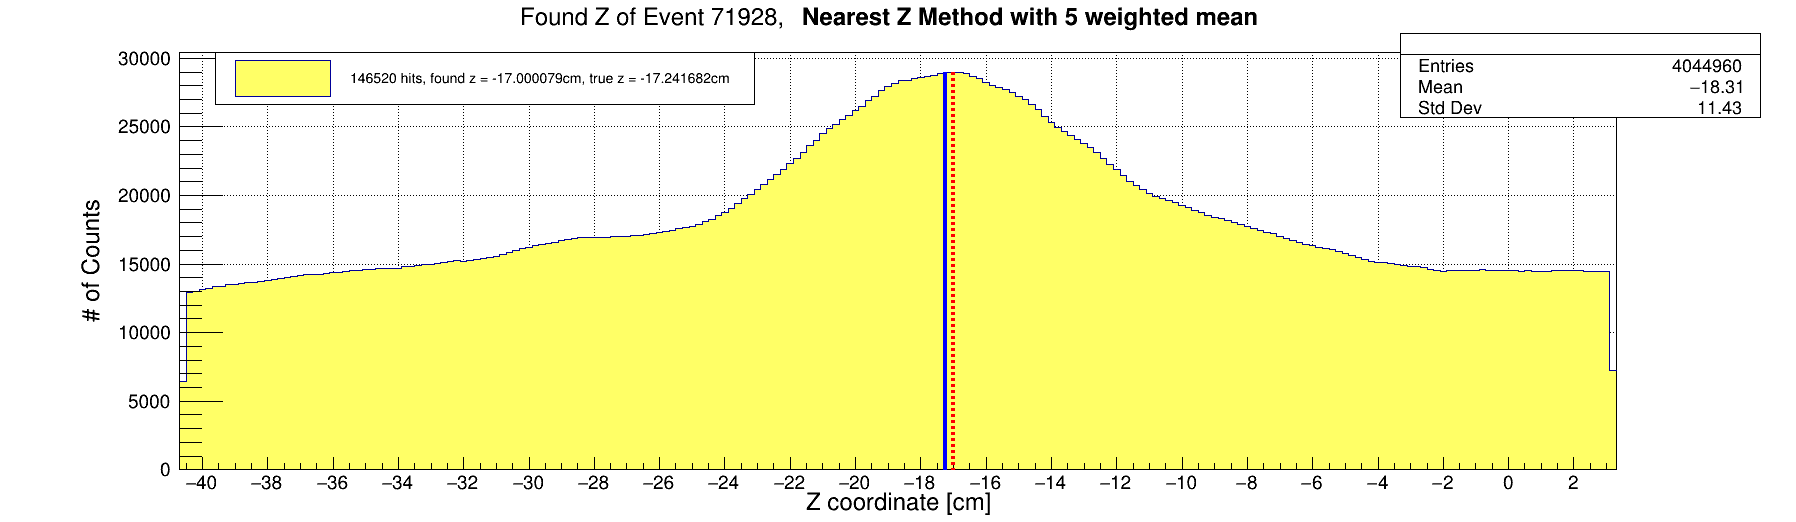 Found Z of Event 71928, Nearest Z Method with 5 weighted mean
146520 hits, found z = -17.000079cm, true z = -17.241682cm
Entries 4044960
Mean −18.31
Std Dev 11.43
# of Counts
30000
25000
20000
15000
10000
5000
0
−40 −38 −36 −34 −32 −30 −28 −26 −24 −22 −20 −18 −16 −14 −12 −10 −8 −6 −4 −2 0 2
Z coordinate [cm]